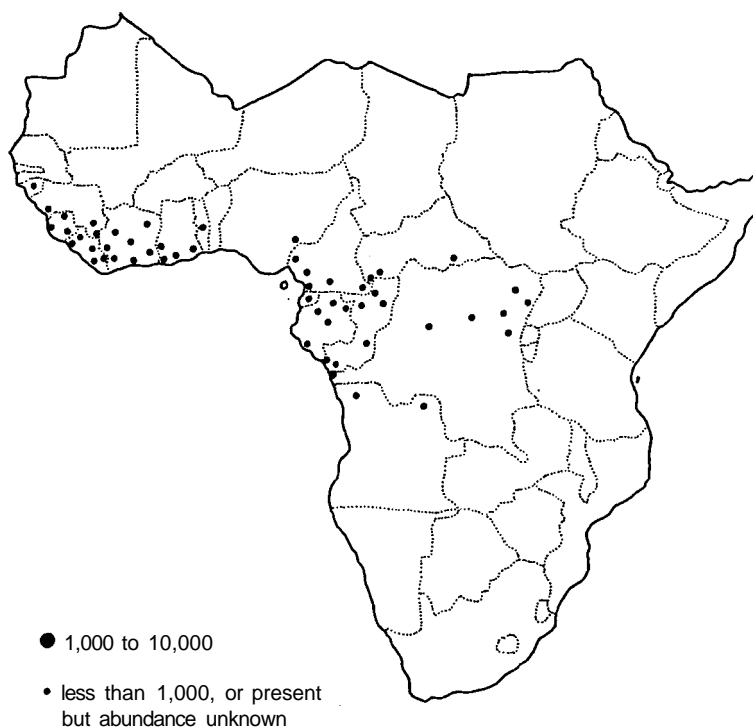 1,000 to 10,000
less than 1,000, or present
but abundance unknown